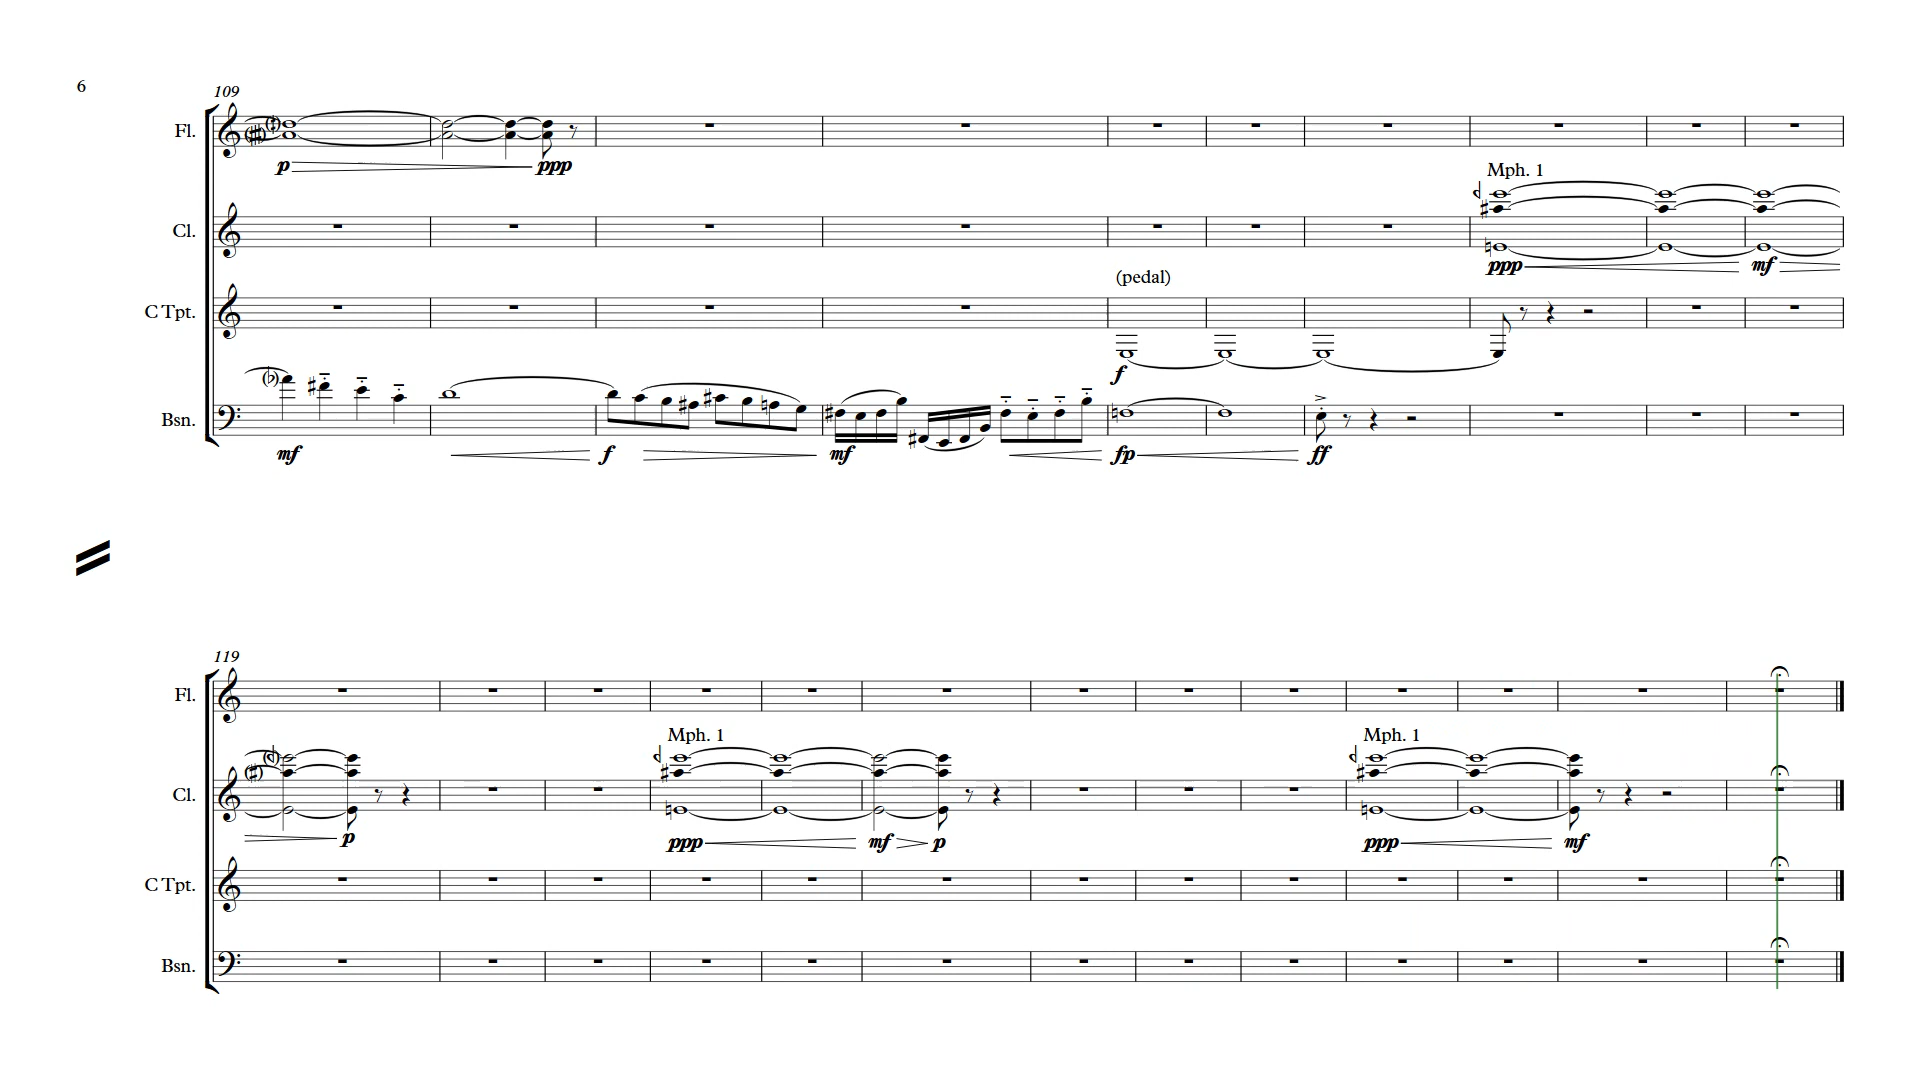 6
109
Fl.
p ppp
Mph. 1
Cl.
ppp mf
(pedal)
C Tpt.
f
Bsn.
mf f mf fp ff
119
Fl.
Mph. 1 Mph. 1
Cl.
p ppp mf p ppp mf
C Tpt.
Bsn.